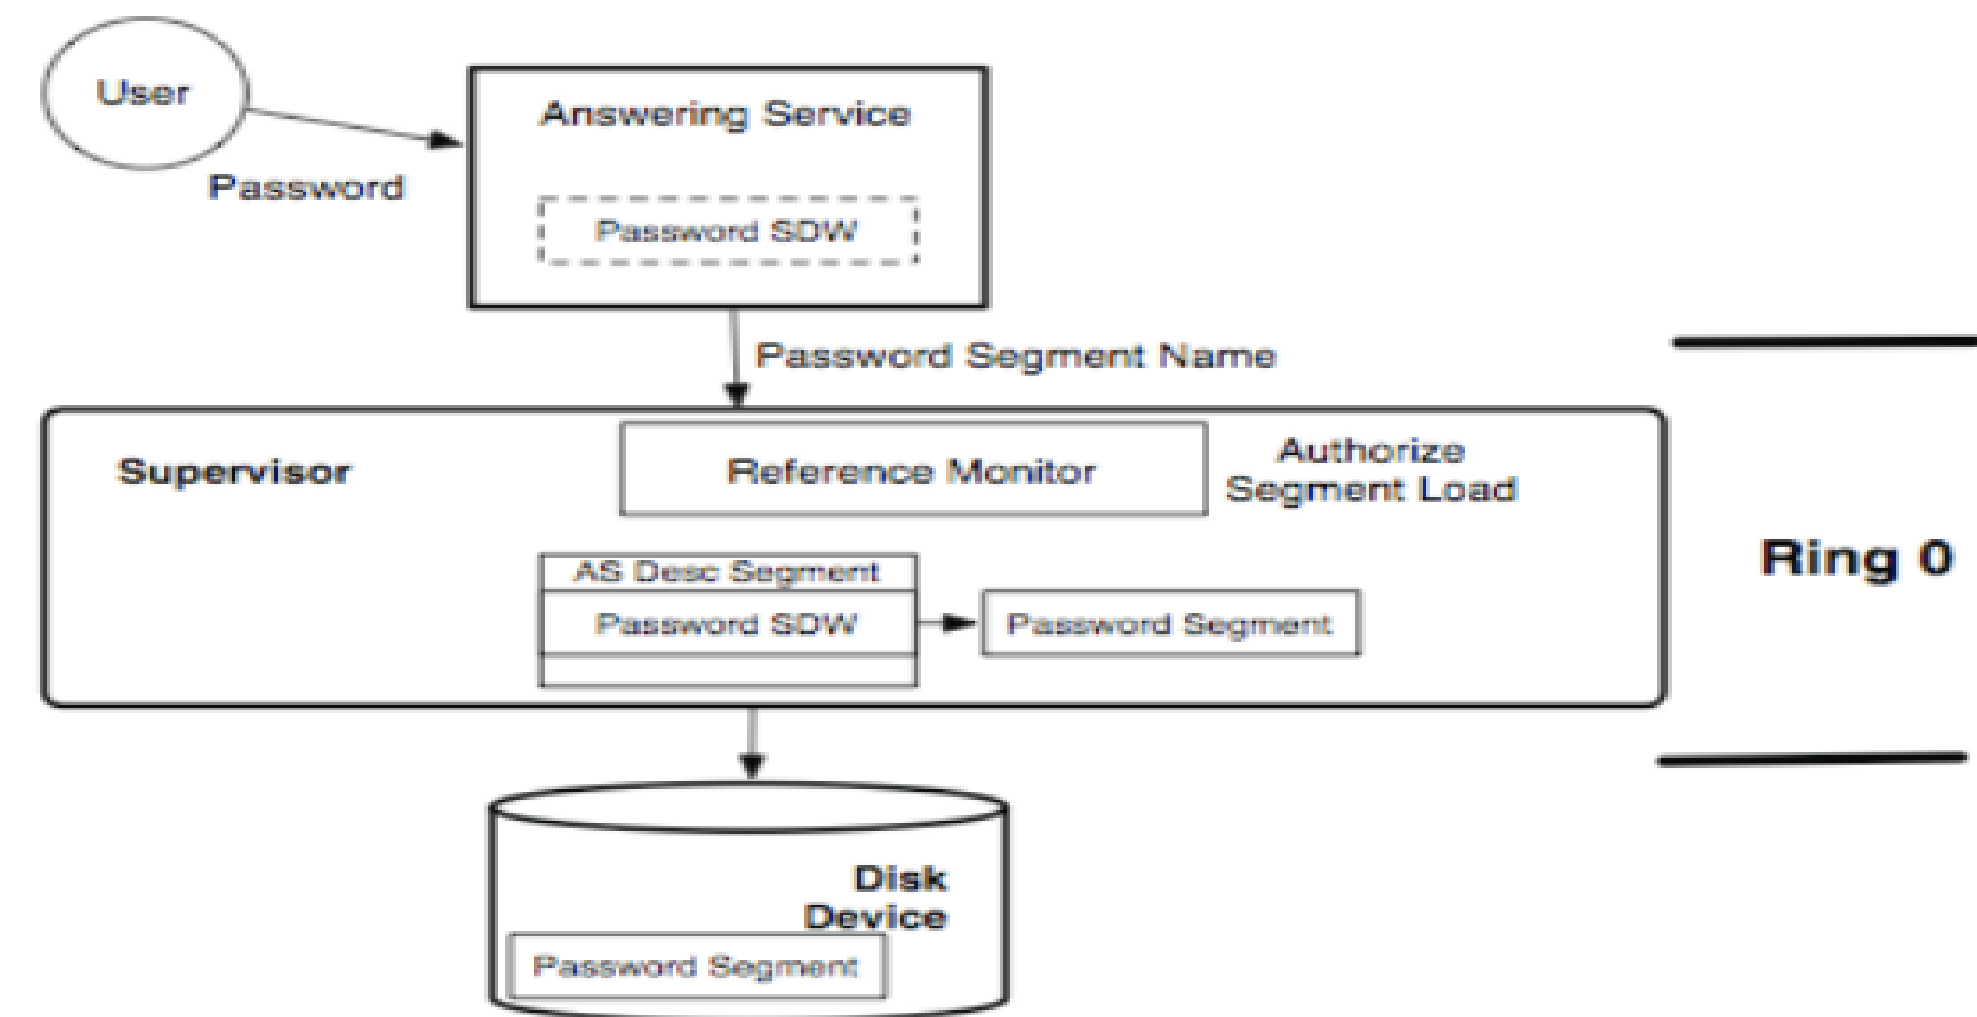 User
Answering Service
Password
Password SDW
Password Segment Name
Supervisor
Reference Monitor
Authorize
Segment Load
AS Desc Segment
Password SDW
Password Segment
Ring 0
Disk
Device
Password Segment